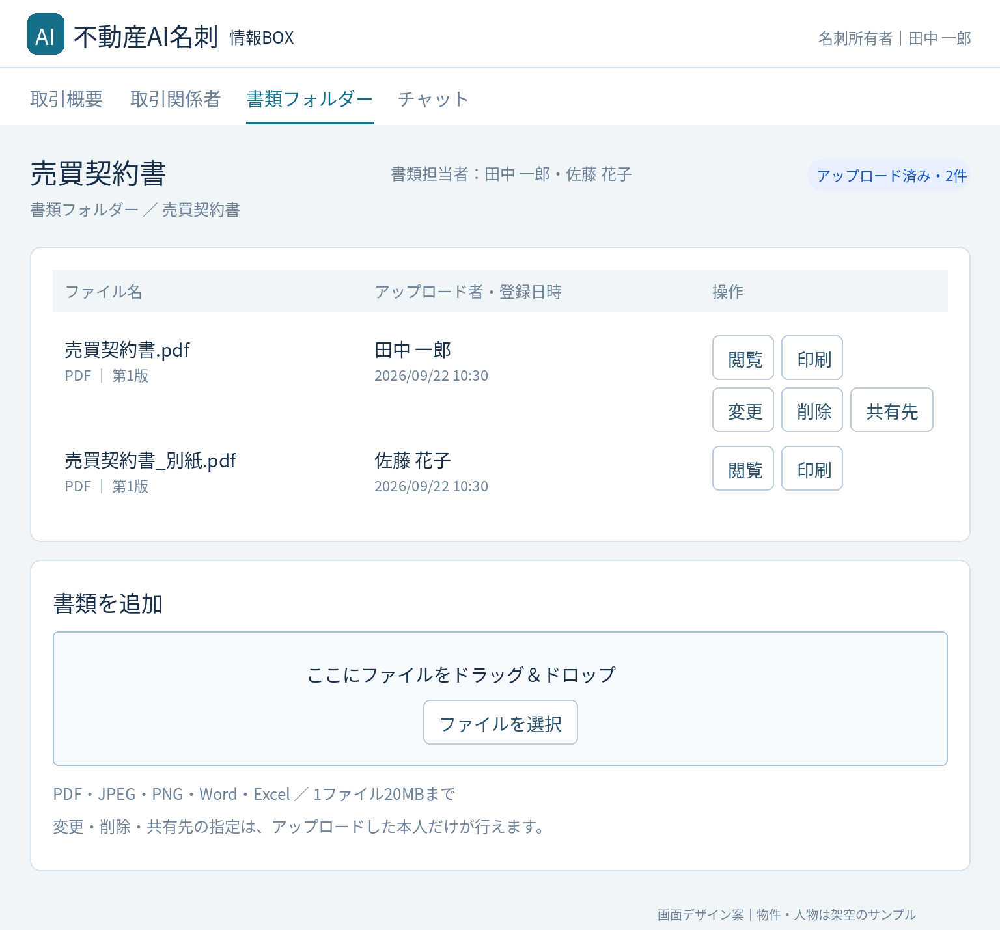 AI 不動産AI名刺 情報BOX 名刺所有者｜田中 一郎
取引概要 取引関係者 書類フォルダー チャット
売買契約書 書類担当者：田中 一郎・佐藤 花子 アップロード済み・2件
書類フォルダー ／ 売買契約書
ファイル名 アップロード者・登録日時 操作
売買契約書.pdf 田中 一郎 閲覧 印刷
PDF ｜ 第1版 2026/09/22 10:30
変更 削除 共有先
売買契約書_別紙.pdf 佐藤 花子 閲覧 印刷
PDF ｜ 第1版 2026/09/22 10:30
書類を追加
ここにファイルをドラッグ＆ドロップ
ファイルを選択
PDF・JPEG・PNG・Word・Excel ／ 1ファイル20MBまで
変更・削除・共有先の指定は、アップロードした本人だけが行えます。
画面デザイン案｜物件・人物は架空のサンプル